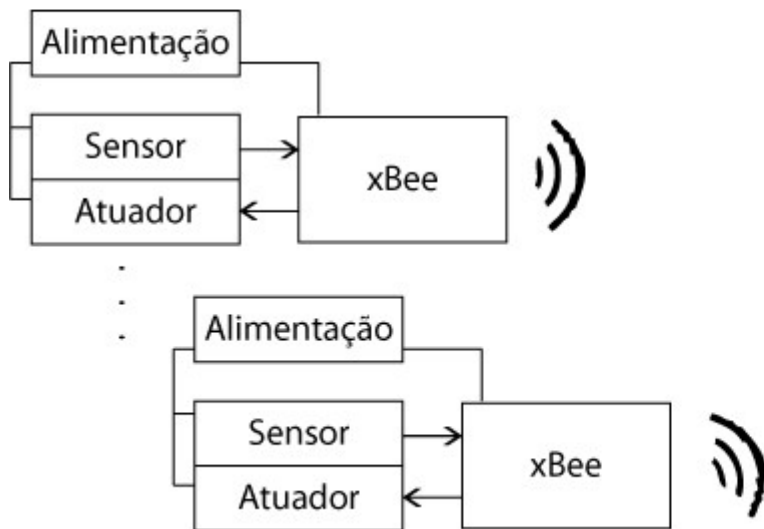 Alimentação
Sensor
xBee
Atuador
Alimentação
Sensor
xBee
Atuador